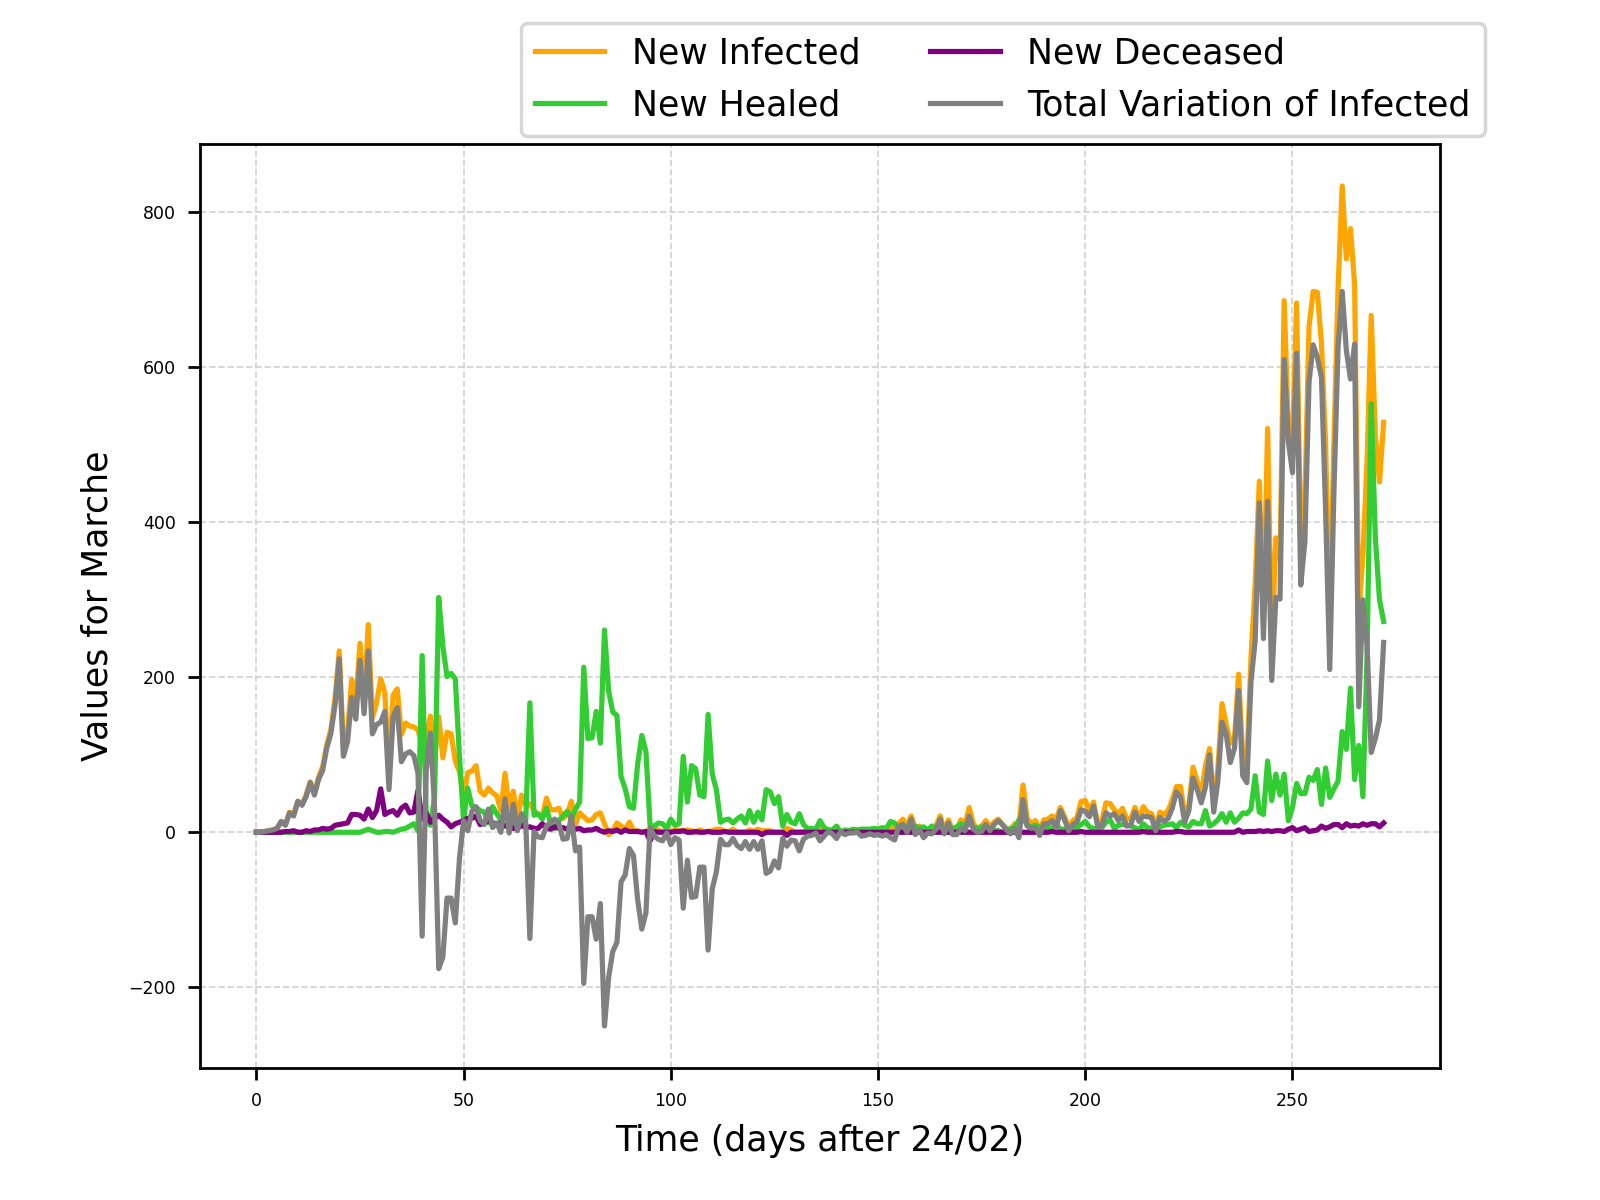 New Infected
New Healed
New Deceased
Total Variation of Infected
800
600
400
200
0
−200
Values for Marche
0 50 100 150 200 250
Time (days after 24/02)